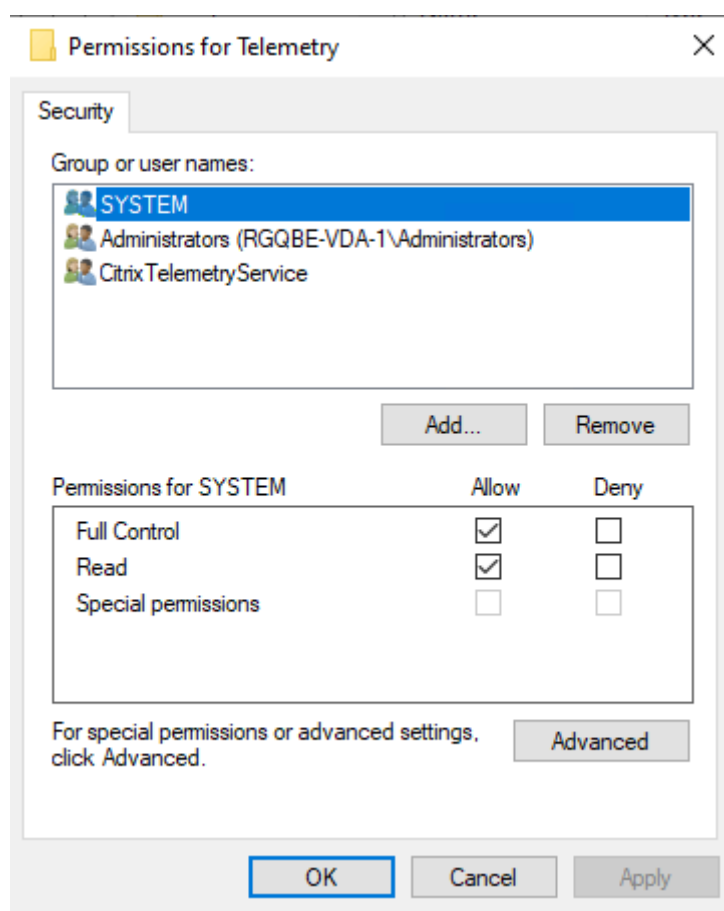 Permissions for Telemetry
Security
Group or user names:
SYSTEM
Administrators (RGQBE-VDA-1\Administrators)
CitrixTelemetryService
Add...
Remove
Permissions for SYSTEM Allow Deny
Full Control
Read
Special permissions
For special permissions or advanced settings,
click Advanced.
Advanced
OK
Cancel
Apply